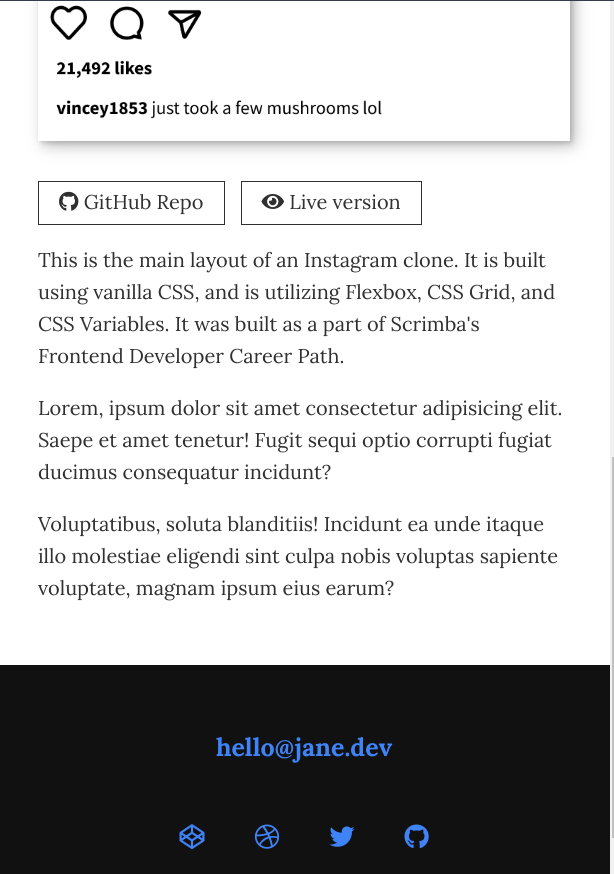 21,492 likes
vincey1853 just took a few mushrooms lol
GitHub Repo
Live version
This is the main layout of an Instagram clone. It is built
using vanilla CSS, and is utilizing Flexbox, CSS Grid, and
CSS Variables. It was built as a part of Scrimba's
Frontend Developer Career Path.
Lorem, ipsum dolor sit amet consectetur adipisicing elit.
Saepe et amet tenetur! Fugit sequi optio corrupti fugiat
ducimus consequatur incidunt?
Voluptatibus, soluta blanditiis! Incidunt ea unde itaque
illo molestiae eligendi sint culpa nobis voluptas sapiente
voluptate, magnam ipsum eius earum?
hello@jane.dev